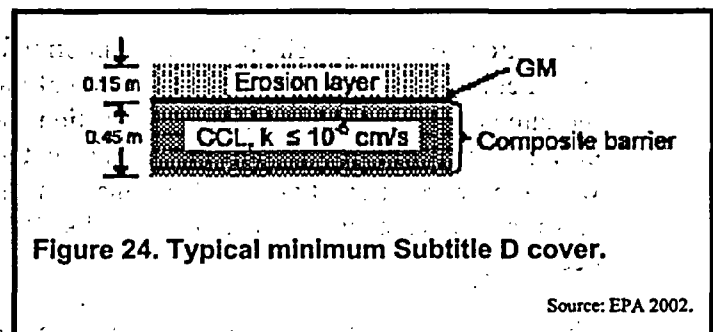 GM
0.15 m
Erosion layer
0.45 m
CCL, k ≤ 10 cm/s
Composite barrier
Figure 24. Typical minimum Subtitle D cover.
Source: EPA 2002.